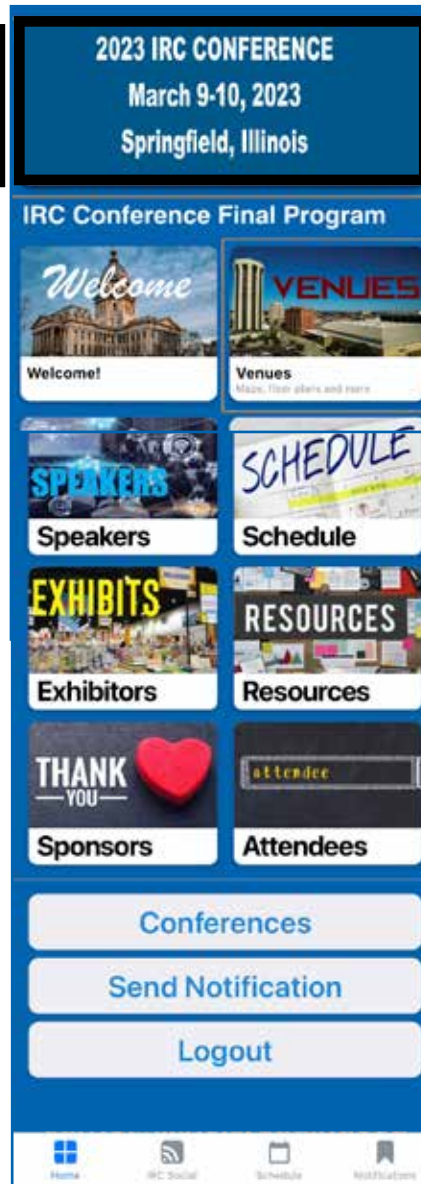 2023 IRC CONFERENCE
March 9-10, 2023
Springfield, Illinois
IRC Conference Final Program
Welcome
Welcome!
VENUES
Venues
Maps, floor plans and more
SPEAKERS
Speakers
SCHEDULE
Schedule
EXHIBITS
Exhibitors
RESOURCES
Resources
THANK
YOU
Sponsors
attendee
Attendees
Conferences
Send Notification
Logout
Home
IRC Social
Schedule
Notifications